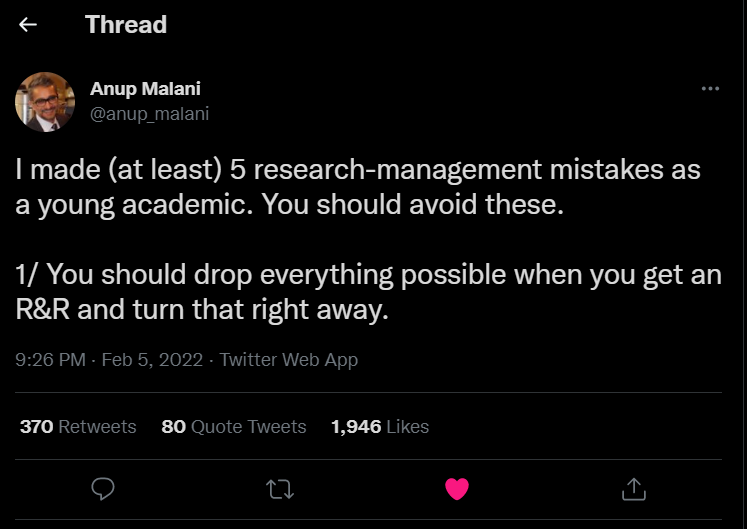 Thread
Anup Malani
@anup_malani
I made (at least) 5 research-management mistakes as
a young academic. You should avoid these.
1/ You should drop everything possible when you get an
R&R and turn that right away.
9:26 PM · Feb 5, 2022 · Twitter Web App
370 Retweets 80 Quote Tweets 1,946 Likes